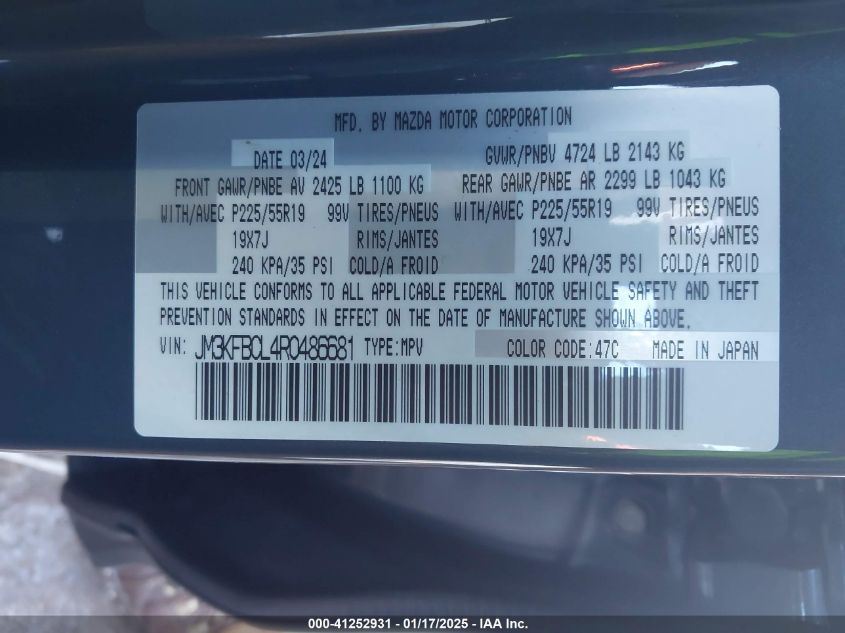 MFD. BY MAZDA MOTOR CORPORATION
DATE 03/24 GVWR/PNBV 4724 LB 2143 KG
FRONT GAWR/PNBE AV 2425 LB 1100 KG REAR GAWR/PNBE AR 2299 LB 1043 KG
WITH/AVEC P225/55R19 99V TIRES/PNEUS WITH/AVEC P225/55R19 99V TIRES/PNEUS
19X7J RIMS/JANTES 19X7J RIMS/JANTES
240 KPA/35 PSI COLD/A FROID 240 KPA/35 PSI COLD/A FROID
THIS VEHICLE CONFORMS TO ALL APPLICABLE FEDERAL MOTOR VEHICLE SAFETY AND THEFT
PREVENTION STANDARDS IN EFFECT ON THE DATE OF MANUFACTURE SHOWN ABOVE.
VIN: JM3KFBCL4R0486681 TYPE:MPV COLOR CODE:47C MADE IN JAPAN
000-41252931 - 01/17/2025 - IAA Inc.